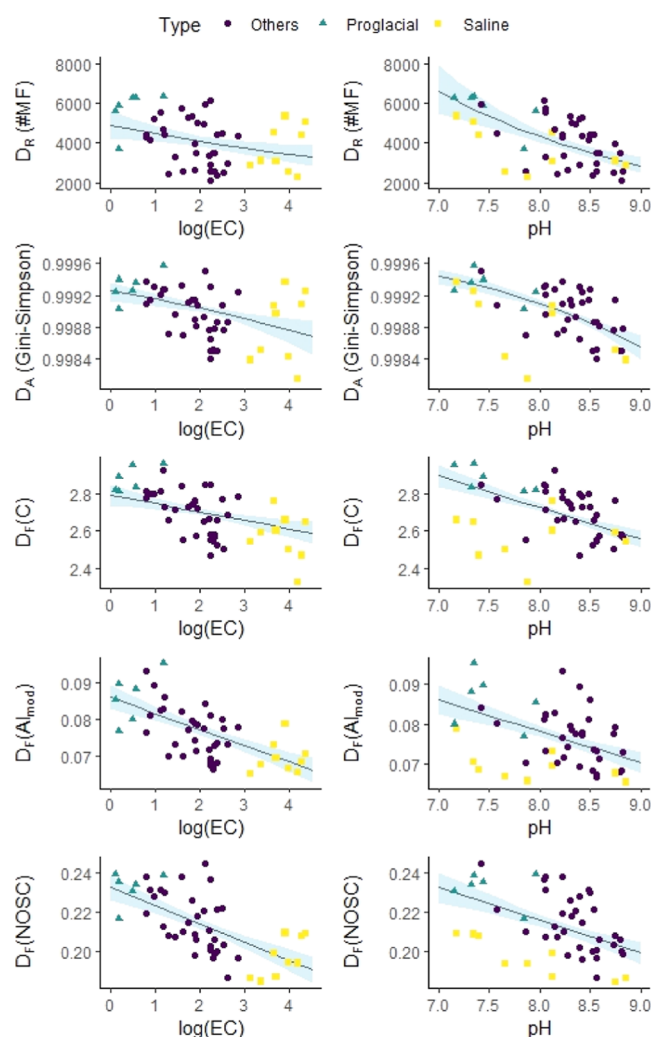 Type Others Proglacial Saline
D_R (#MF)
8000
6000
4000
2000
0 1 2 3 4
log(EC)
D_R (#MF)
8000
6000
4000
2000
7.0 7.5 8.0 8.5 9.0
pH
D_A (Gini-Simpson)
0.9996
0.9992
0.9988
0.9984
0 1 2 3 4
log(EC)
D_A (Gini-Simpson)
0.9996
0.9992
0.9988
0.9984
7.0 7.5 8.0 8.5 9.0
pH
D_F(C)
2.8
2.6
2.4
0 1 2 3 4
log(EC)
D_F(C)
2.8
2.6
2.4
7.0 7.5 8.0 8.5 9.0
pH
D_F(AI_mod)
0.09
0.08
0.07
0 1 2 3 4
log(EC)
D_F(AI_mod)
0.09
0.08
0.07
7.0 7.5 8.0 8.5 9.0
pH
D_F(NOSC)
0.24
0.22
0.20
0 1 2 3 4
log(EC)
D_F(NOSC)
0.24
0.22
0.20
7.0 7.5 8.0 8.5 9.0
pH